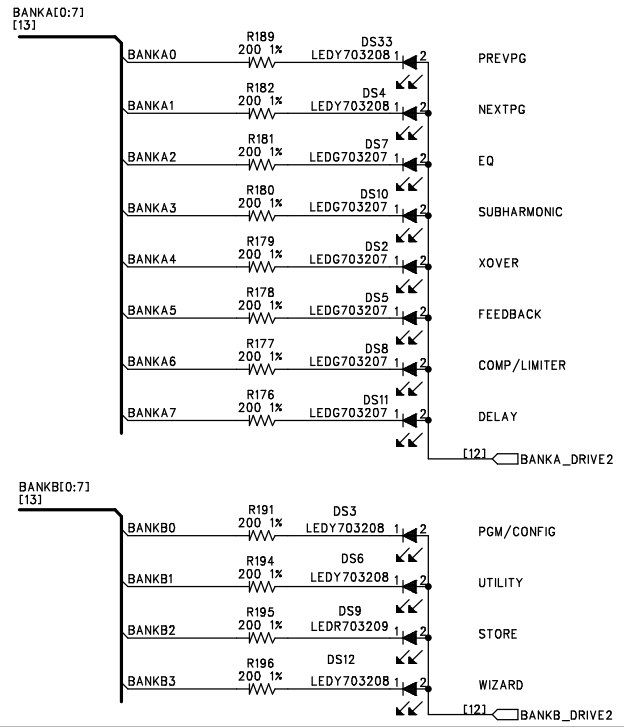 BANKA[0:7]
[13]
R189
DS33
BANKA0 200 1% LEDY703208 1 2 PREVPG
R182
DS4
BANKA1 200 1% LEDY703208 1 2 NEXTPG
R181
DS7
BANKA2 200 1% LEDG703207 1 2 EQ
R180
DS10
BANKA3 200 1% LEDG703207 1 2 SUBHARMONIC
R179
DS2
BANKA4 200 1% LEDG703207 1 2 XOVER
R178
DS5
BANKA5 200 1% LEDG703207 1 2 FEEDBACK
R177
DS8
BANKA6 200 1% LEDG703207 1 2 COMP/LIMITER
R176
DS11
BANKA7 200 1% LEDG703207 1 2 DELAY
[12] BANKA_DRIVE2
BANKB[0:7]
[13]
R191 DS3
BANKB0 200 1% LEDY703208 1 2 PGM/CONFIG
R194 DS6
BANKB1 200 1% LEDY703208 1 2 UTILITY
R195 DS9
BANKB2 200 1% LEDR703209 1 2 STORE
R196 DS12
BANKB3 200 1% LEDY703208 1 2 WIZARD
[12] BANKB_DRIVE2